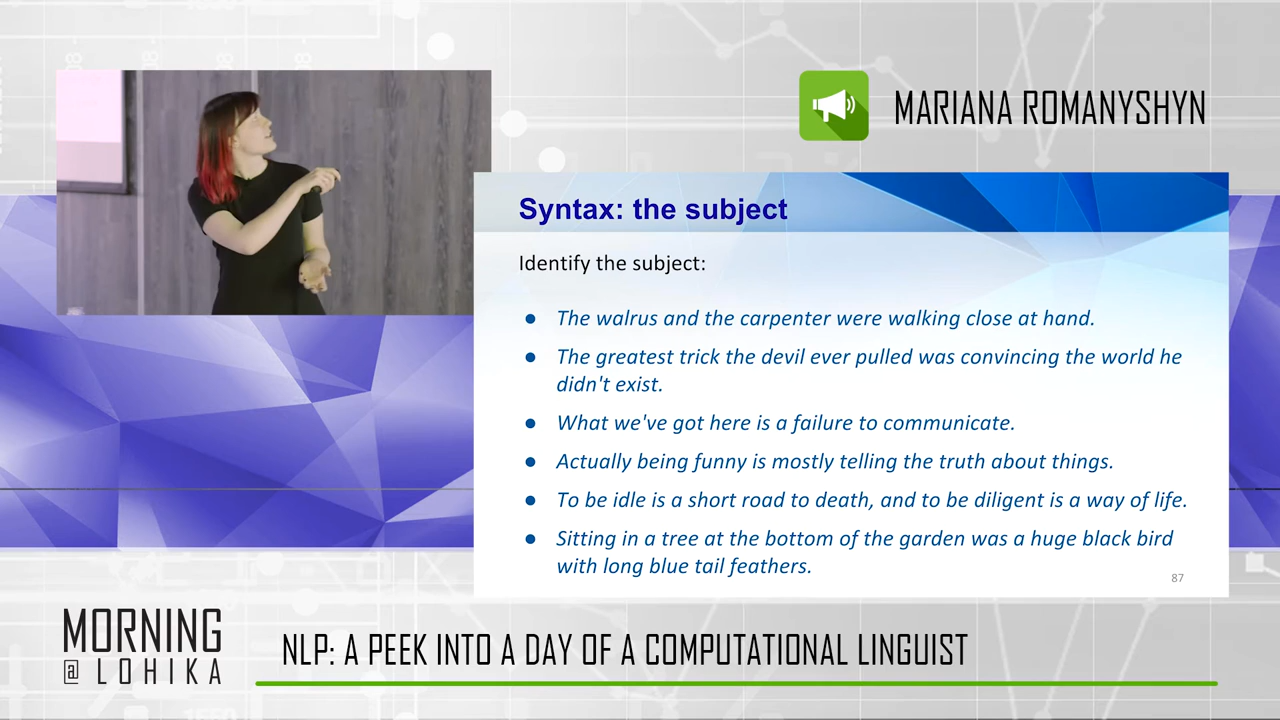 MARIANA ROMANYSHYN
Syntax: the subject
Identify the subject:
● The walrus and the carpenter were walking close at hand.
● The greatest trick the devil ever pulled was convincing the world he
didn't exist.
● What we've got here is a failure to communicate.
● Actually being funny is mostly telling the truth about things.
● To be idle is a short road to death, and to be diligent is a way of life.
● Sitting in a tree at the bottom of the garden was a huge black bird
with long blue tail feathers.
87
MORNING
@ LOHIKA
NLP: A PEEK INTO A DAY OF A COMPUTATIONAL LINGUIST